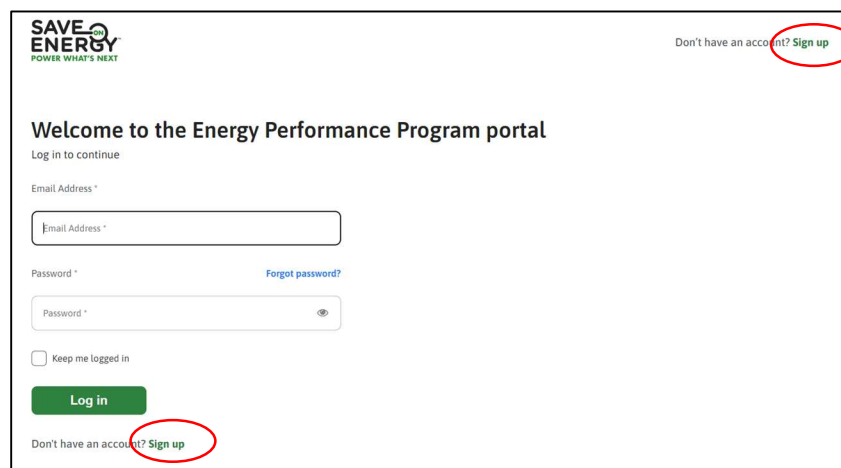 SAVE ON
ENERGY™
POWER WHAT'S NEXT
Don't have an account? Sign up
Welcome to the Energy Performance Program portal
Log in to continue
Email Address *
Email Address *
Password * Forgot password?
Password *
Keep me logged in
Log in
Don't have an account? Sign up